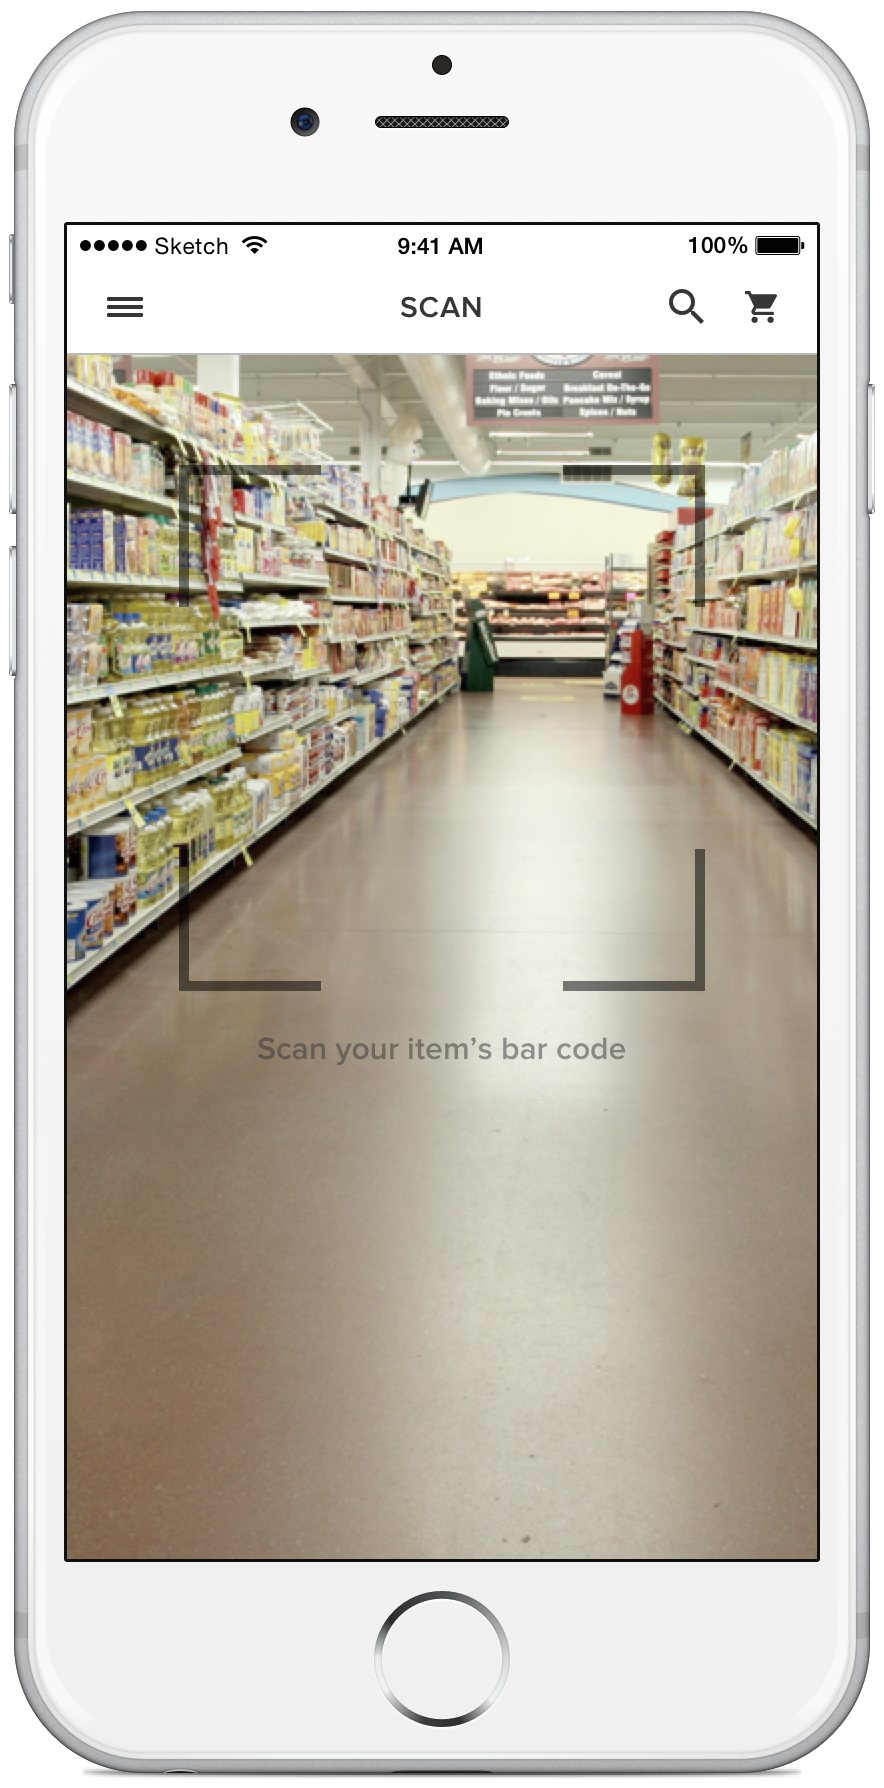 Sketch 9:41 AM 100%
SCAN
Ethnic Foods Cereal
Flour / Sugar Breakfast On-The-Go
Baking Mixes / Oils Pancake Mix / Syrup
Pie Crusts Spices / Nuts
Scan your item’s bar code